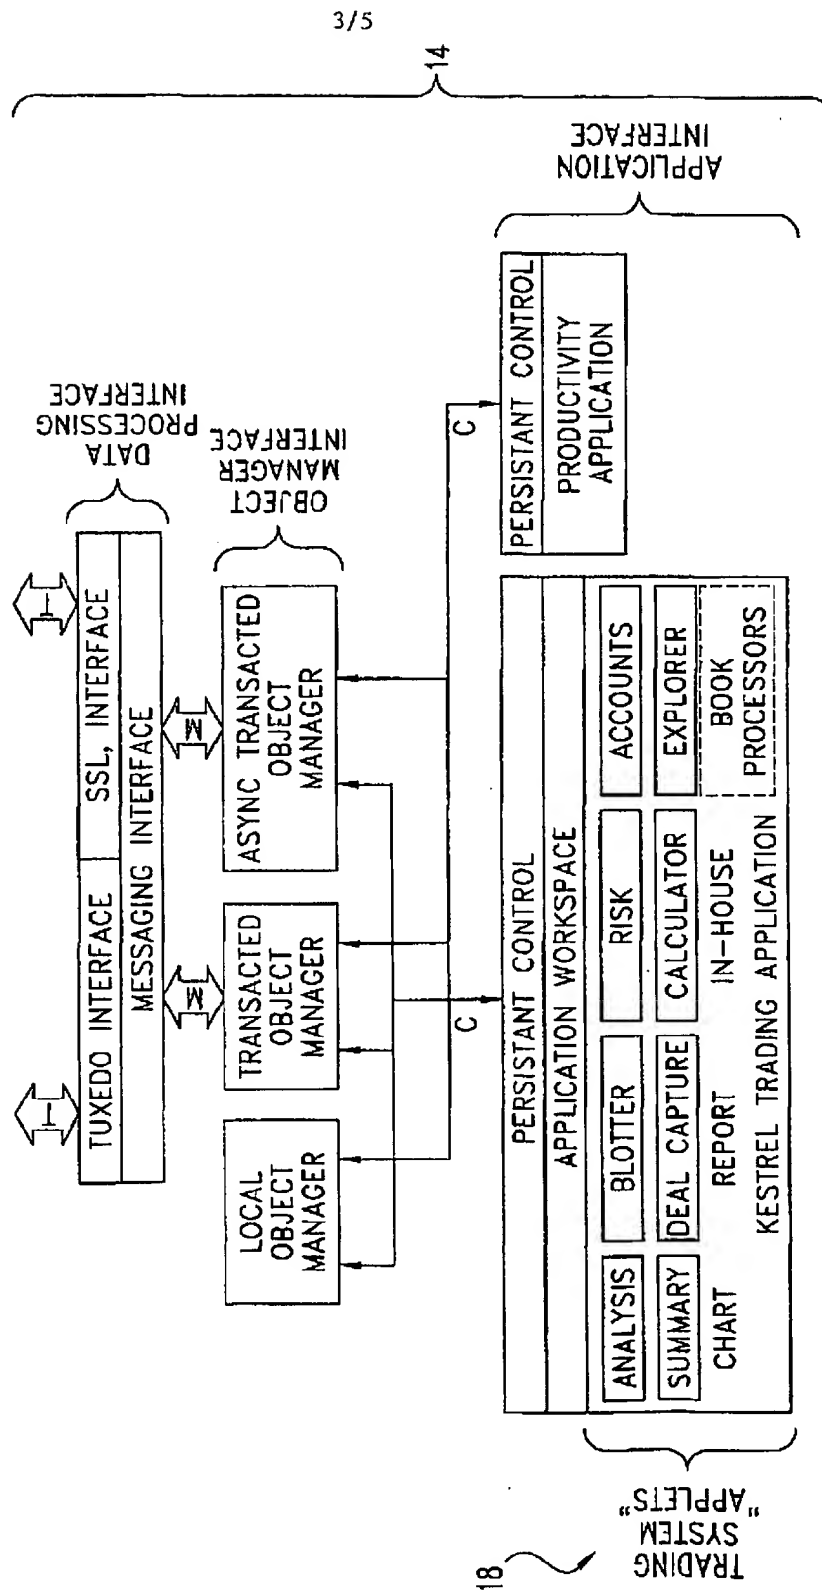 3/5
14
T
T
TUXEDO INTERFACE
SSL, INTERFACE
MESSAGING INTERFACE
DATA
PROCESSING
INTERFACE
M
M
LOCAL
OBJECT
MANAGER
TRANSACTED
OBJECT
MANAGER
ASYNC TRANSACTED
OBJECT
MANAGER
OBJECT
MANAGER
INTERFACE
C
C
PERSISTANT CONTROL
APPLICATION WORKSPACE
ANALYSIS
BLOTTER
RISK
ACCOUNTS
SUMMARY
DEAL CAPTURE
CALCULATOR
EXPLORER
CHART
REPORT
IN-HOUSE
BOOK
PROCESSORS
KESTREL TRADING APPLICATION
PERSISTANT CONTROL
PRODUCTIVITY
APPLICATION
APPLICATION
INTERFACE
18
TRADING
SYSTEM
"APPLETS"